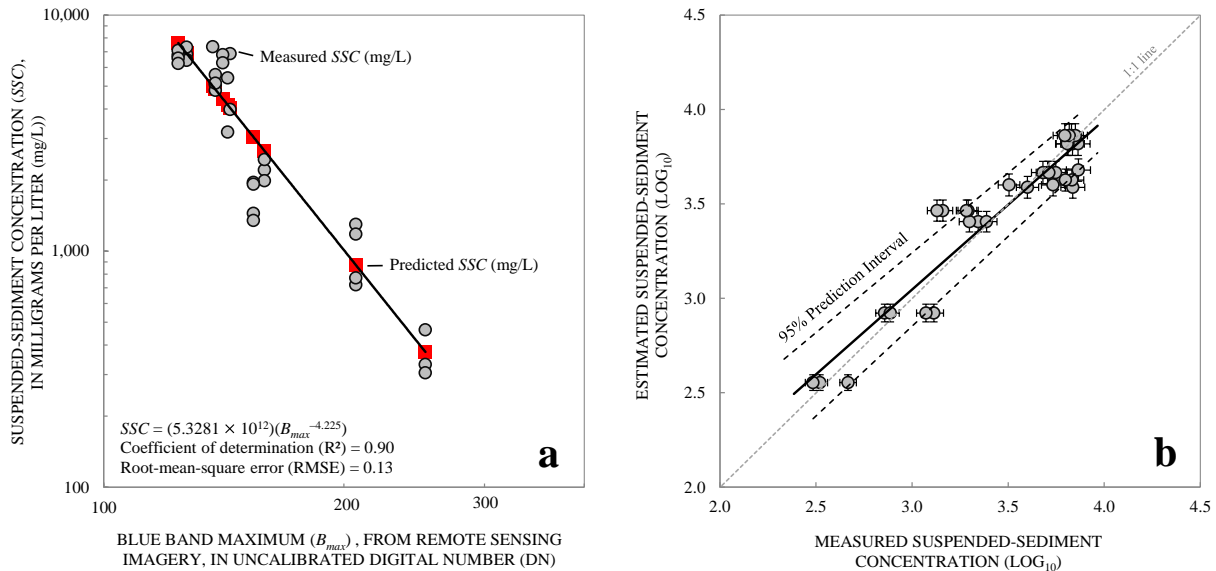 SUSPENDED-SEDIMENT CONCENTRATION (SSC),
IN MILLIGRAMS PER LITER (mg/L))
10,000
1,000
100
Measured SSC (mg/L)
Predicted SSC (mg/L)
SSC = (5.3281 × 10¹²)(Bmax⁻⁴·²²⁵)
Coefficient of determination (R²) = 0.90
Root-mean-square error (RMSE) = 0.13
a
100
200
300
BLUE BAND MAXIMUM (Bmax) , FROM REMOTE SENSING
IMAGERY, IN UNCALIBRATED DIGITAL NUMBER (DN)
ESTIMATED SUSPENDED-SEDIMENT
CONCENTRATION (LOG₁₀)
4.5
4.0
3.5
3.0
2.5
2.0
1:1 line
95% Prediction Interval
b
2.0
2.5
3.0
3.5
4.0
4.5
MEASURED SUSPENDED-SEDIMENT
CONCENTRATION (LOG₁₀)